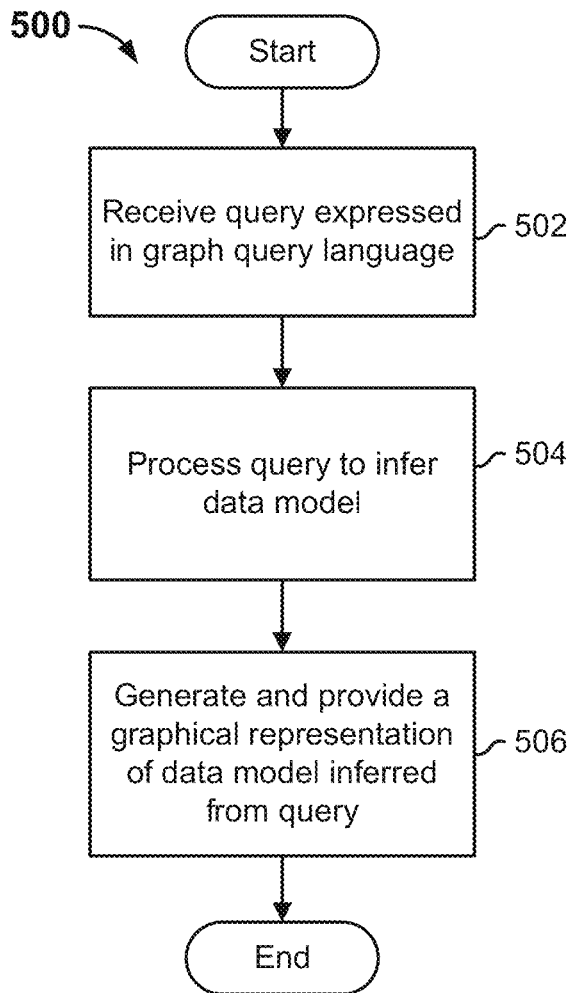 500
Start
Receive query expressed
in graph query language
502
Process query to infer
data model
504
Generate and provide a
graphical representation
of data model inferred
from query
506
End